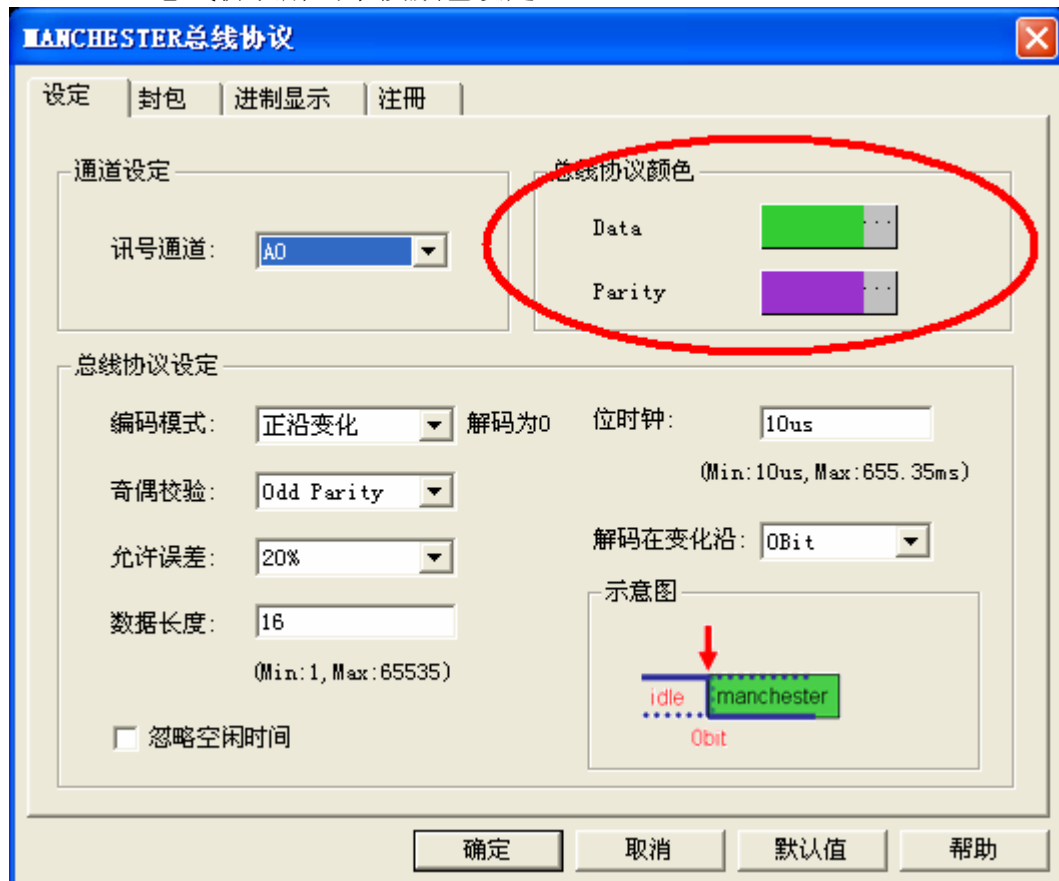 MANCHESTER总线协议
设定 封包 进制显示 注册
通道设定
讯号通道: A0
总线协议颜色
Data ...
Parity ...
总线协议设定
编码模式: 正沿变化 解码为0
奇偶校验: Odd Parity
允许误差: 20%
数据长度: 16
(Min:1,Max:65535)
忽略空闲时间
位时钟: 10us
(Min:10us,Max:655.35ms)
解码在变化沿: 0Bit
示意图
idle manchester
0bit
确定 取消 默认值 帮助